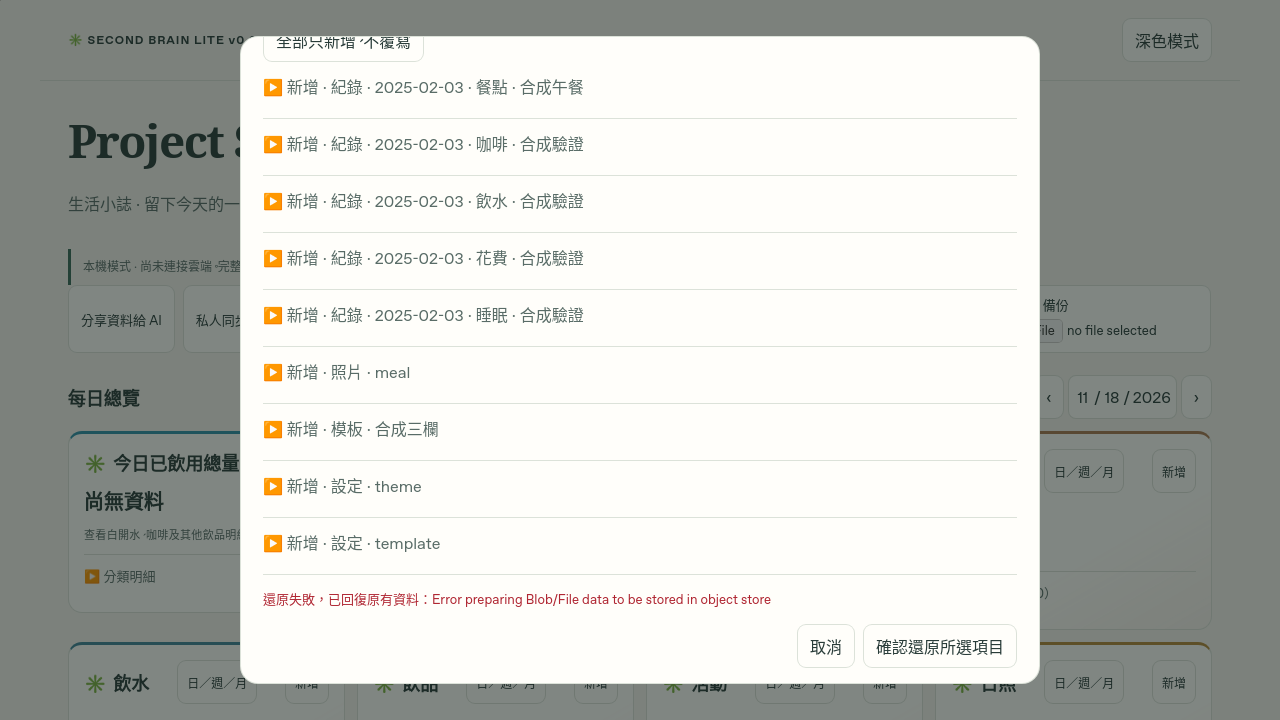 SECOND BRAIN LITE v0
深色模式
Project
生活小誌 · 留下今天的一
本機模式 · 尚未連接雲端 ·完整
分享資料給 AI
私人同步
備份
File no file selected
每日總覽
‹ 11 / 18 / 2026 ›
今日已飲用總量
尚無資料
查看白開水 ·咖啡及其他飲品明細
分類明細
日／週／月 新增
0）
飲水 日／週／月 新增
飲品 日／週／月 新增
活動 日／週／月 新增
日照 日／週／月 新增
全部只新增 ·不覆寫
新增 · 紀錄 · 2025-02-03 · 餐點 · 合成午餐
新增 · 紀錄 · 2025-02-03 · 咖啡 · 合成驗證
新增 · 紀錄 · 2025-02-03 · 飲水 · 合成驗證
新增 · 紀錄 · 2025-02-03 · 花費 · 合成驗證
新增 · 紀錄 · 2025-02-03 · 睡眠 · 合成驗證
新增 · 照片 · meal
新增 · 模板 · 合成三欄
新增 · 設定 · theme
新增 · 設定 · template
還原失敗，已回復原有資料：Error preparing Blob/File data to be stored in object store
取消
確認還原所選項目